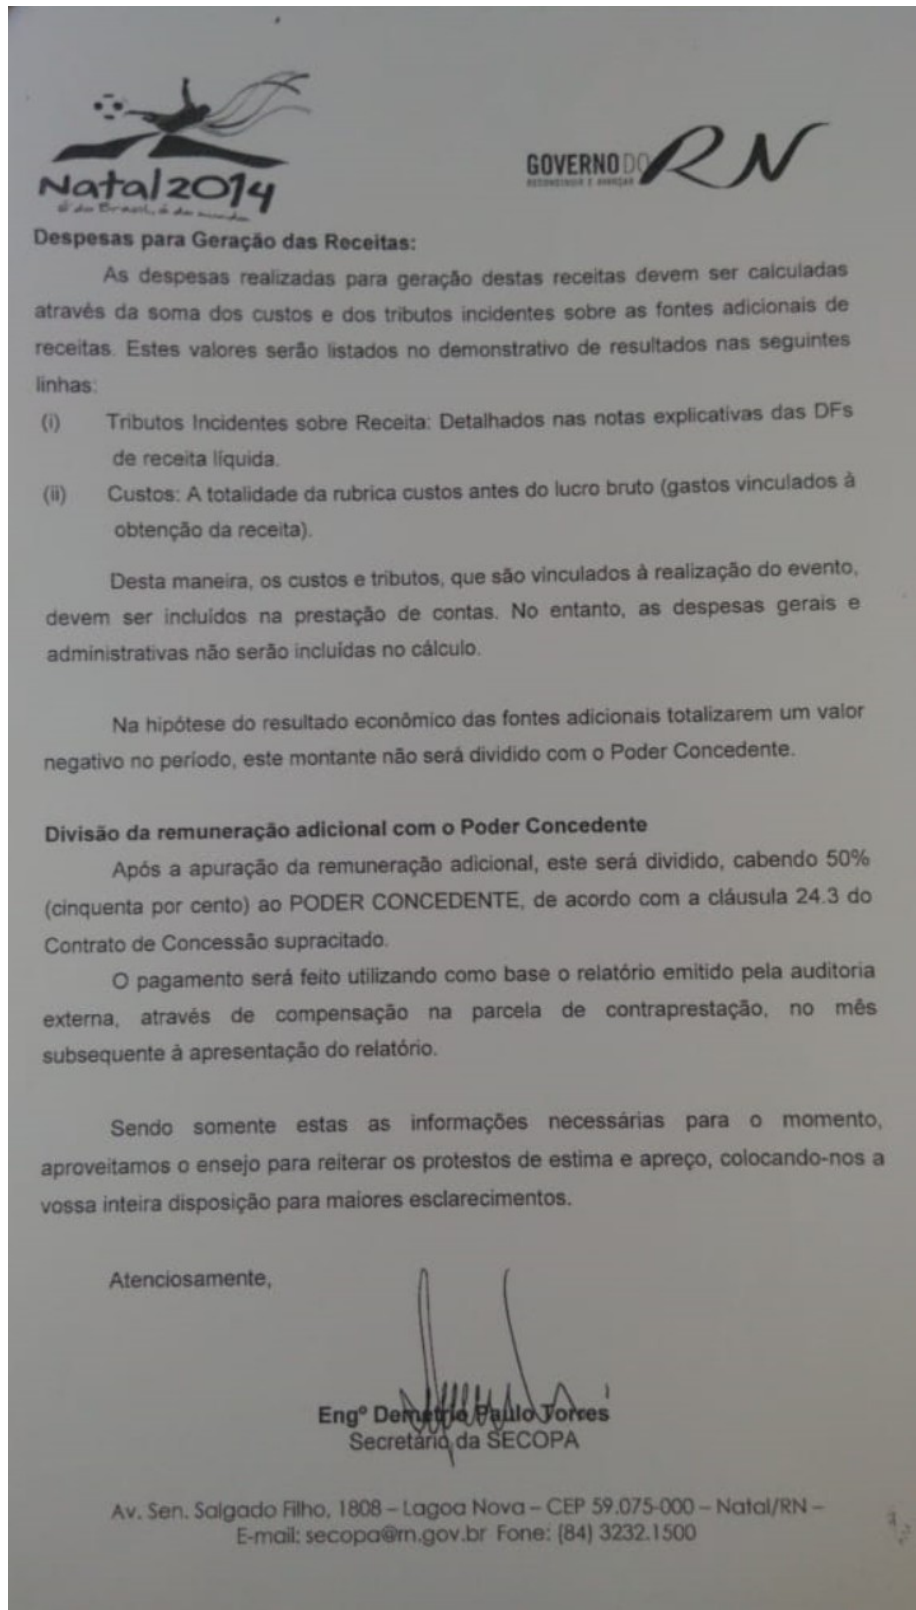 Natal 2014
é do Brasil, é do mundo
GOVERNO DO RN
RECONSTRUIR E AVANÇAR
Despesas para Geração das Receitas:
As despesas realizadas para geração destas receitas devem ser calculadas
através da soma dos custos e dos tributos incidentes sobre as fontes adicionais de
receitas. Estes valores serão listados no demonstrativo de resultados nas seguintes
linhas:
(i) Tributos Incidentes sobre Receita: Detalhados nas notas explicativas das DFs
de receita líquida.
(ii) Custos: A totalidade da rubrica custos antes do lucro bruto (gastos vinculados à
obtenção da receita).
Desta maneira, os custos e tributos, que são vinculados à realização do evento,
devem ser incluídos na prestação de contas. No entanto, as despesas gerais e
administrativas não serão incluídas no cálculo.
Na hipótese do resultado econômico das fontes adicionais totalizarem um valor
negativo no período, este montante não será dividido com o Poder Concedente.
Divisão da remuneração adicional com o Poder Concedente
Após a apuração da remuneração adicional, este será dividido, cabendo 50%
(cinquenta por cento) ao PODER CONCEDENTE, de acordo com a cláusula 24.3 do
Contrato de Concessão supracitado.
O pagamento será feito utilizando como base o relatório emitido pela auditoria
externa, através de compensação na parcela de contraprestação, no mês
subsequente à apresentação do relatório.
Sendo somente estas as informações necessárias para o momento,
aproveitamos o ensejo para reiterar os protestos de estima e apreço, colocando-nos a
vossa inteira disposição para maiores esclarecimentos.
Atenciosamente,
Engº Demétrio Paulo Torres
Secretário da SECOPA
Av. Sen. Salgado Filho, 1808 – Lagoa Nova – CEP 59.075-000 – Natal/RN –
E-mail: secopa@rn.gov.br Fone: (84) 3232.1500